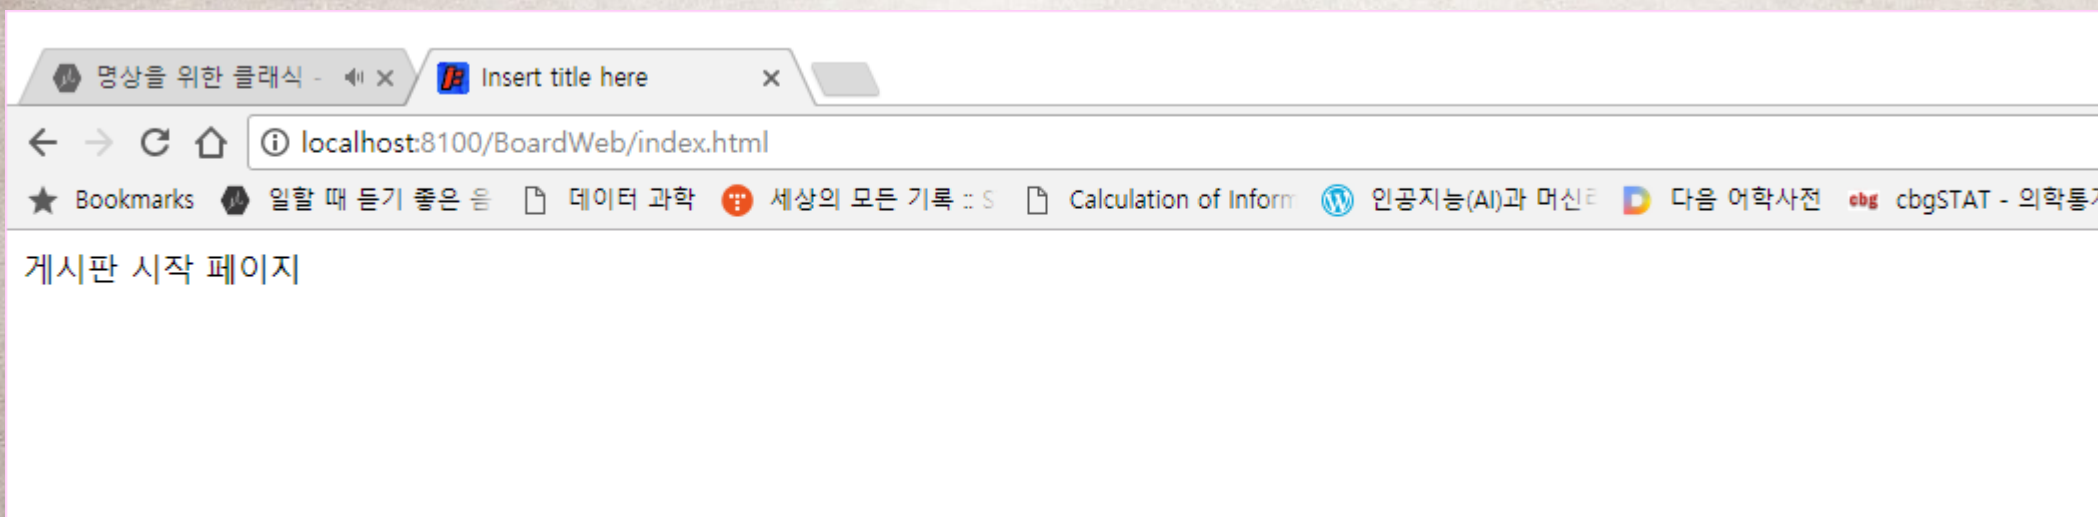 명상을 위한 클래식 -
Insert title here
localhost:8100/BoardWeb/index.html
Bookmarks 일할 때 듣기 좋은 음 데이터 과학 세상의 모든 기록 :: S Calculation of Inform 인공지능(AI)과 머신 다음 어학사전 cbg cbgSTAT - 의학통
게시판 시작 페이지